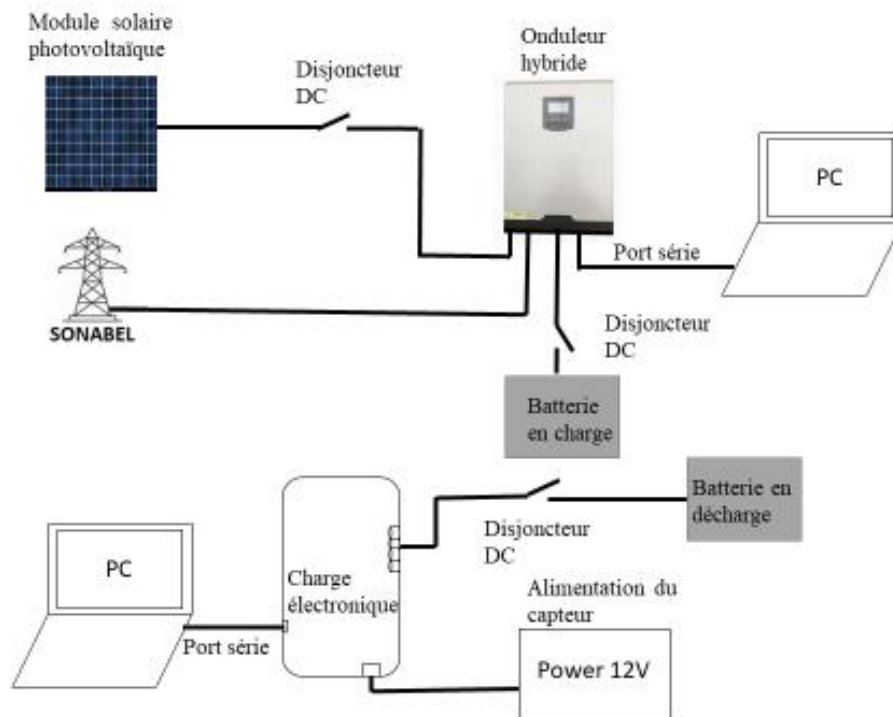 Module solaire
photovoltaïque
Onduleur
hybride
Disjoncteur
DC
PC
Port série
SONABEL
Disjoncteur
DC
Batterie
en charge
Batterie en
décharge
Disjoncteur
DC
PC
Charge
électronique
Alimentation du
capteur
Port série
Power 12V